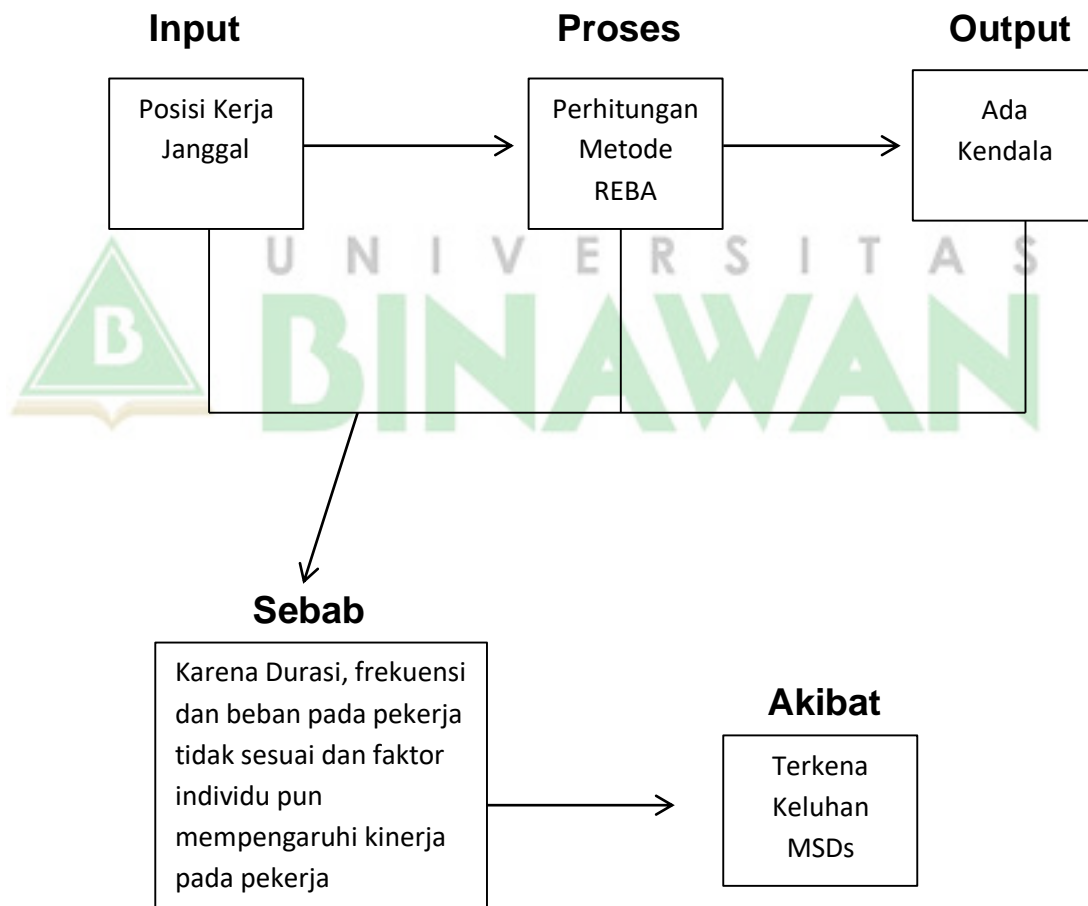 Input
Proses
Output
Posisi Kerja
Janggal
Perhitungan
Metode
REBA
Ada
Kendala
UNIVERSITAS
B
BINAWAN
Sebab
Karena Durasi, frekuensi
dan beban pada pekerja
tidak sesuai dan faktor
individu pun
mempengaruhi kinerja
pada pekerja
Akibat
Terkena
Keluhan
MSDs